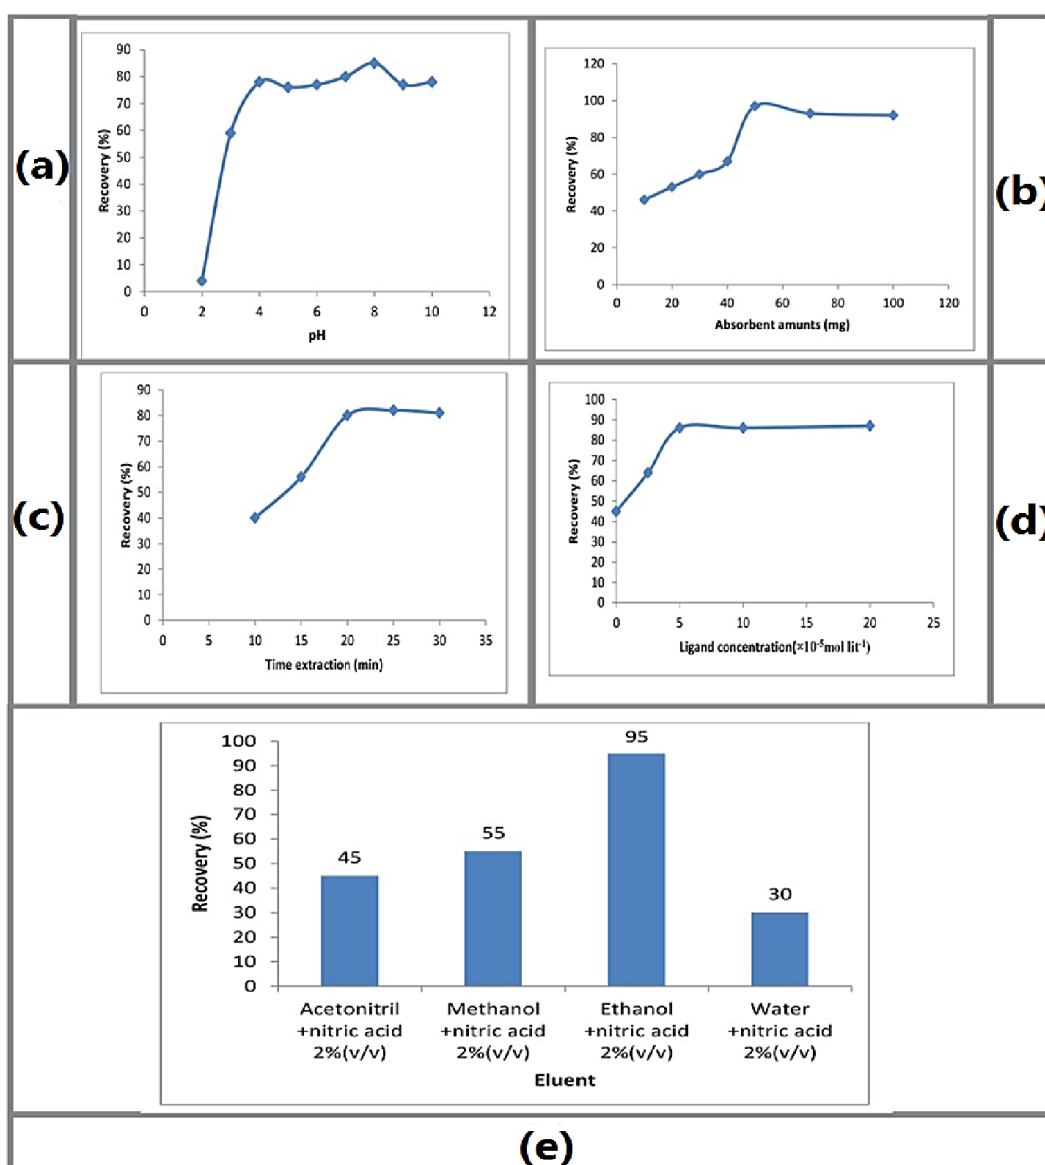 (a)
90
80
70
60
50
40
30
20
10
0
Recovery (%)
0 2 4 6 8 10 12
pH
(b)
120
100
80
60
40
20
0
Recovery (%)
0 20 40 60 80 100 120
Absorbent amunts (mg)
(c)
90
80
70
60
50
40
30
20
10
0
Recovery (%)
0 5 10 15 20 25 30 35
Time extraction (min)
(d)
100
90
80
70
60
50
40
30
20
10
0
Recovery (%)
0 5 10 15 20 25
Ligand concentration(×10⁻⁵mol lit⁻¹)
100
90
80
70
60
50
40
30
20
10
0
Recovery (%)
45
55
95
30
Acetonitril
+nitric acid
2%(v/v)
Methanol
+nitric acid
2%(v/v)
Ethanol
+nitric acid
2%(v/v)
Water
+nitric acid
2%(v/v)
Eluent
(e)